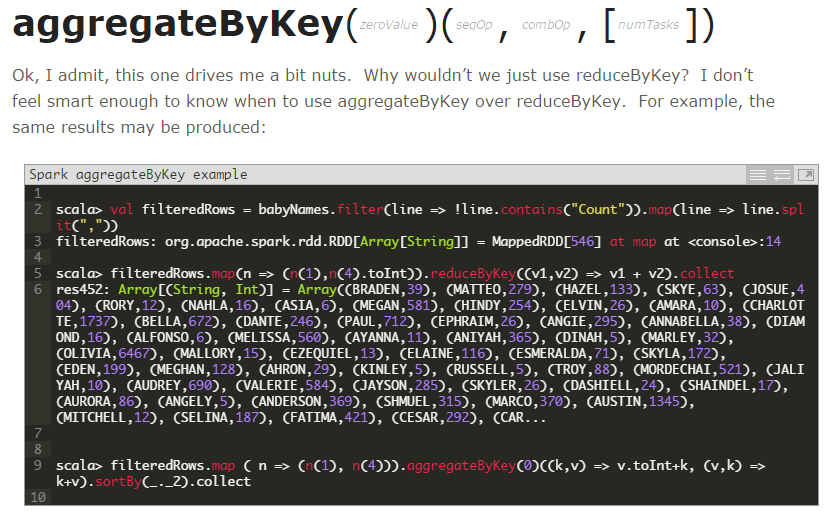 aggregateByKey(zeroValue)(seqOp, combOp, [numTasks])
Ok, I admit, this one drives me a bit nuts.  Why wouldn’t we just use reduceByKey?  I don’t
feel smart enough to know when to use aggregateByKey over reduceByKey.  For example, the
same results may be produced:
Spark aggregateByKey example
1
2 scala> val filteredRows = babyNames.filter(line => !line.contains("Count")).map(line => line.spl
it(","))
3 filteredRows: org.apache.spark.rdd.RDD[Array[String]] = MappedRDD[546] at map at <console>:14
4
5 scala> filteredRows.map(n => (n(1),n(4).toInt)).reduceByKey((v1,v2) => v1 + v2).collect
6 res452: Array[(String, Int)] = Array((BRADEN,39), (MATTEO,279), (HAZEL,133), (SKYE,63), (JOSUE,4
04), (RORY,12), (NAHLA,16), (ASIA,6), (MEGAN,581), (HINDY,254), (ELVIN,26), (AMARA,10), (CHARLOT
TE,1737), (BELLA,672), (DANTE,246), (PAUL,712), (EPHRAIM,26), (ANGIE,295), (ANNABELLA,38), (DIAM
OND,16), (ALFONSO,6), (MELISSA,560), (AYANNA,11), (ANIYAH,365), (DINAH,5), (MARLEY,32),
(OLIVIA,6467), (MALLORY,15), (EZEQUIEL,13), (ELAINE,116), (ESMERALDA,71), (SKYLA,172),
(EDEN,199), (MEGHAN,128), (AHRON,29), (KINLEY,5), (RUSSELL,5), (TROY,88), (MORDECHAI,521), (JALI
YAH,10), (AUDREY,690), (VALERIE,584), (JAYSON,285), (SKYLER,26), (DASHIELL,24), (SHAINDEL,17),
(AURORA,86), (ANGELY,5), (ANDERSON,369), (SHMUEL,315), (MARCO,370), (AUSTIN,1345),
(MITCHELL,12), (SELINA,187), (FATIMA,421), (CESAR,292), (CAR...
7
8
9 scala> filteredRows.map ( n => (n(1), n(4))).aggregateByKey(0)((k,v) => v.toInt+k, (v,k) =>
k+v).sortBy(_._2).collect
10